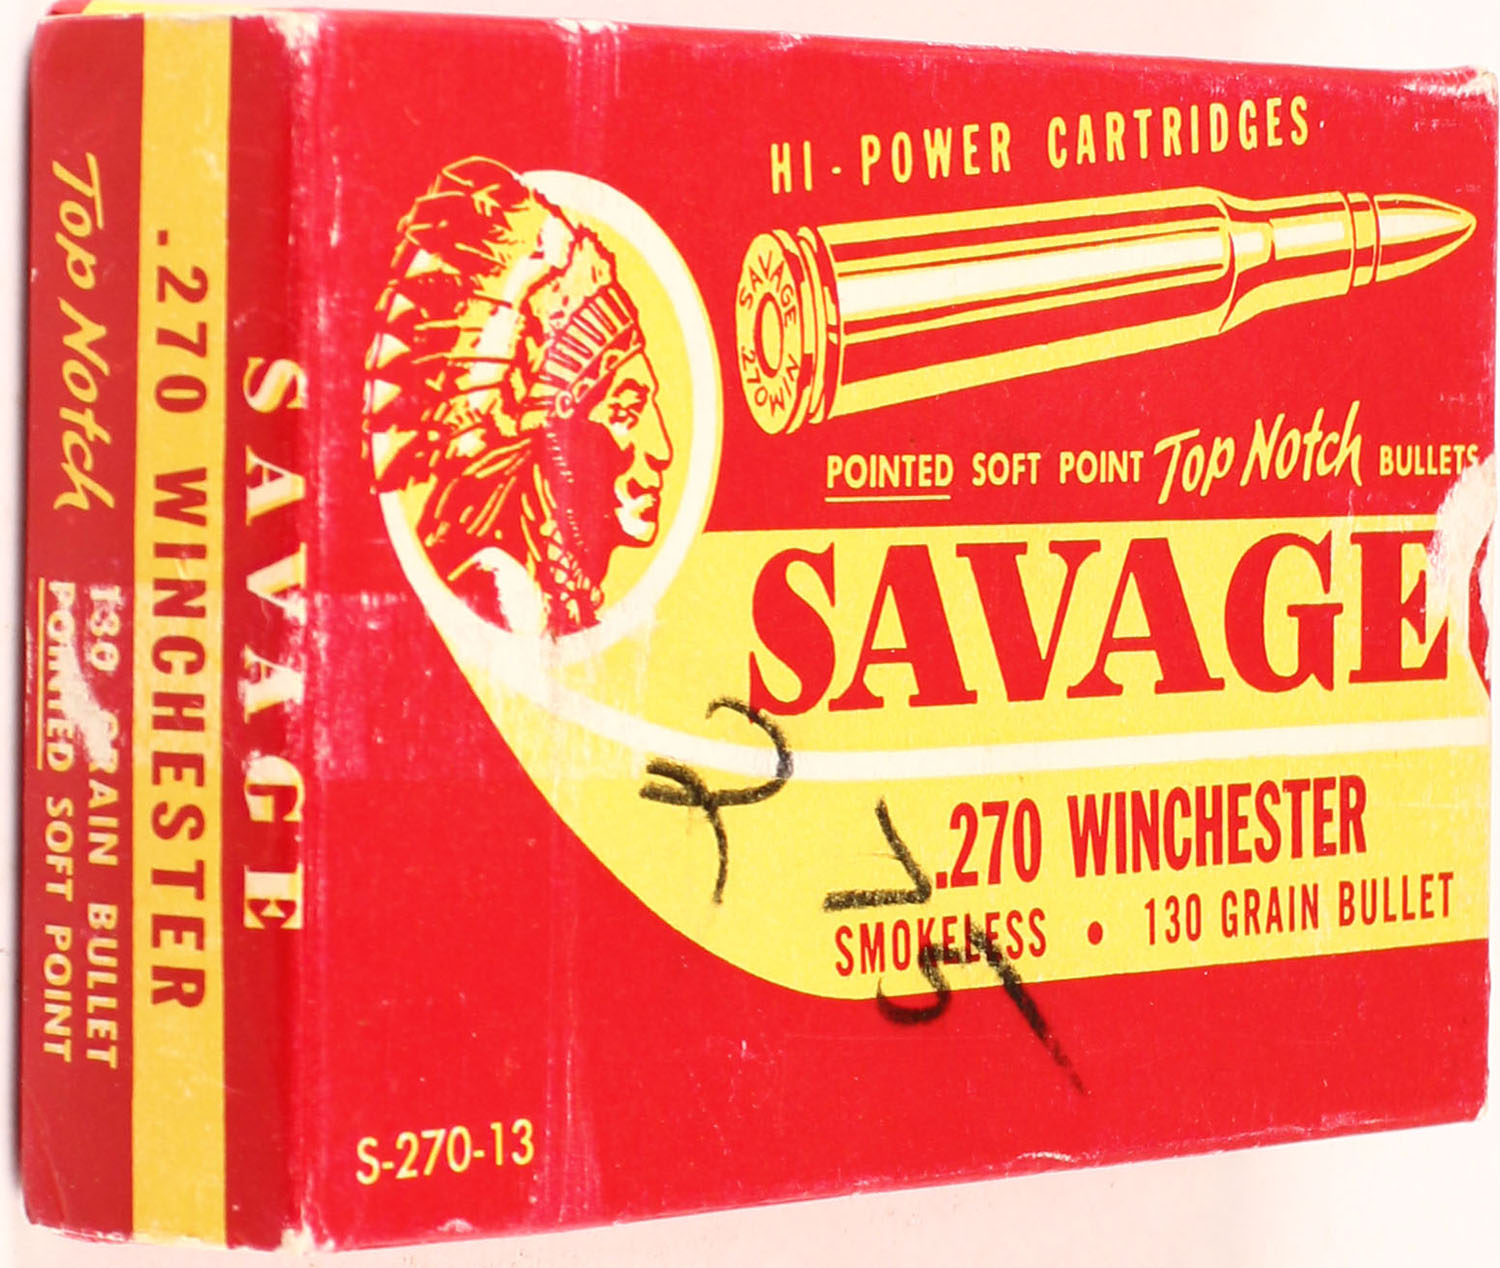 HI-POWER CARTRIDGES
SAVAGE
270 WIN
POINTED SOFT POINT Top Notch BULLETS
SAVAGE
.270 WINCHESTER
SMOKELESS • 130 GRAIN BULLET
S-270-13
SAVAGE
.270 WINCHESTER
Top Notch 130 GRAIN BULLET
POINTED SOFT POINT